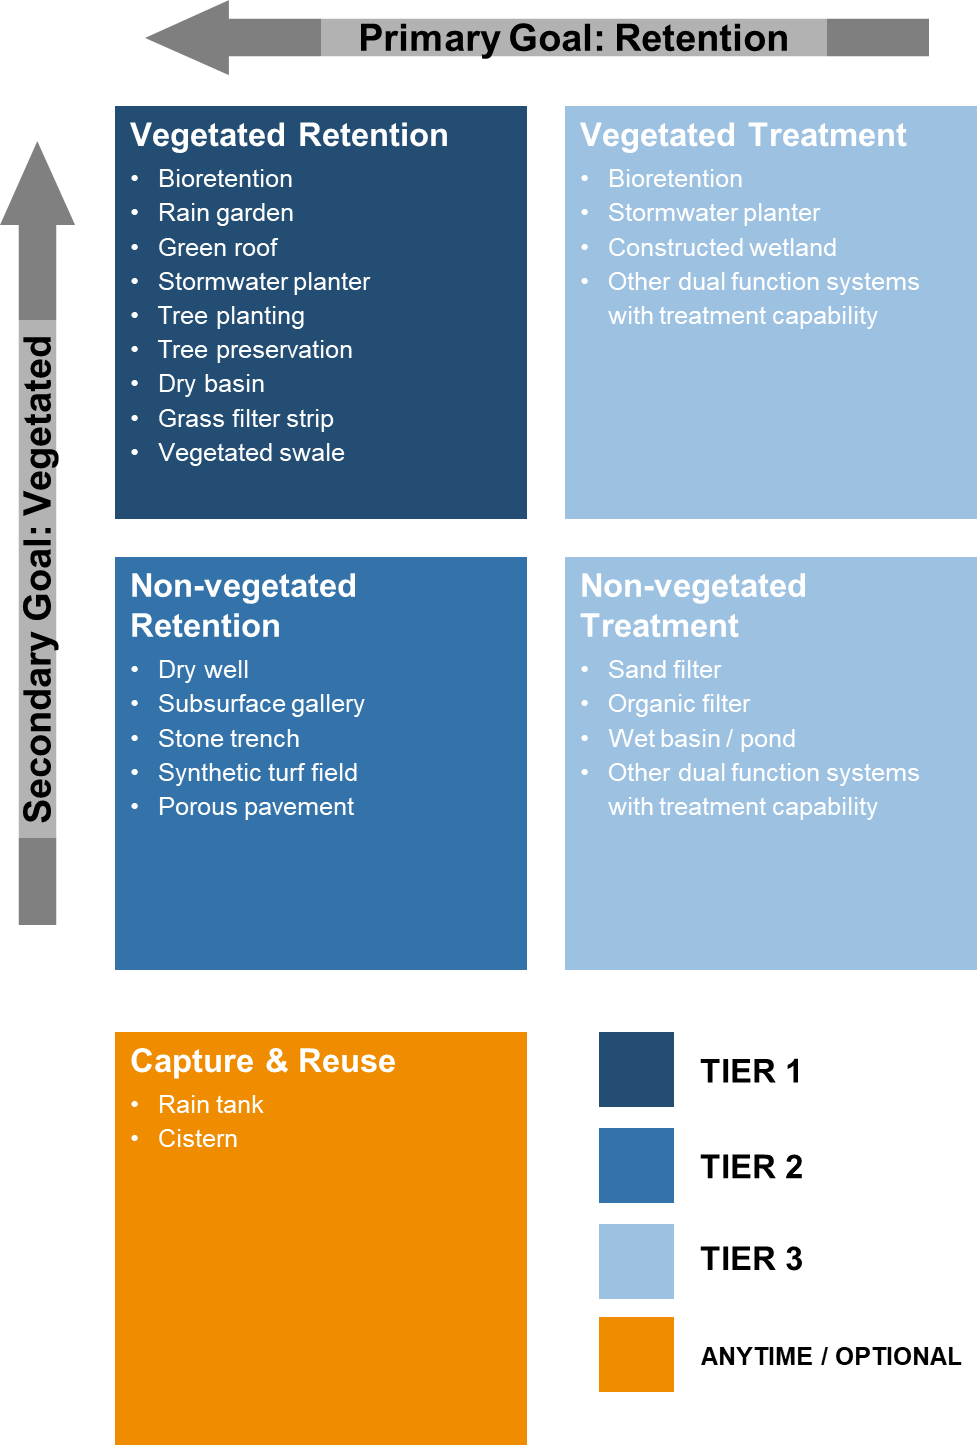 Primary Goal: Retention
Secondary Goal: Vegetated
Vegetated Retention
• Bioretention
• Rain garden
• Green roof
• Stormwater planter
• Tree planting
• Tree preservation
• Dry basin
• Grass filter strip
• Vegetated swale
Vegetated Treatment
• Bioretention
• Stormwater planter
• Constructed wetland
• Other dual function systems
with treatment capability
Non-vegetated
Retention
• Dry well
• Subsurface gallery
• Stone trench
• Synthetic turf field
• Porous pavement
Non-vegetated
Treatment
• Sand filter
• Organic filter
• Wet basin / pond
• Other dual function systems
with treatment capability
Capture & Reuse
• Rain tank
• Cistern
TIER 1
TIER 2
TIER 3
ANYTIME / OPTIONAL